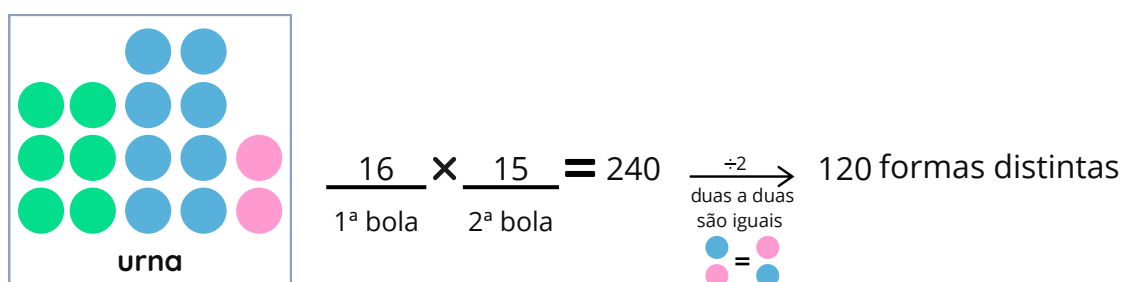 urna
16 × 15 = 240
1ª bola 2ª bola
÷2
duas a duas
são iguais
=
120 formas distintas